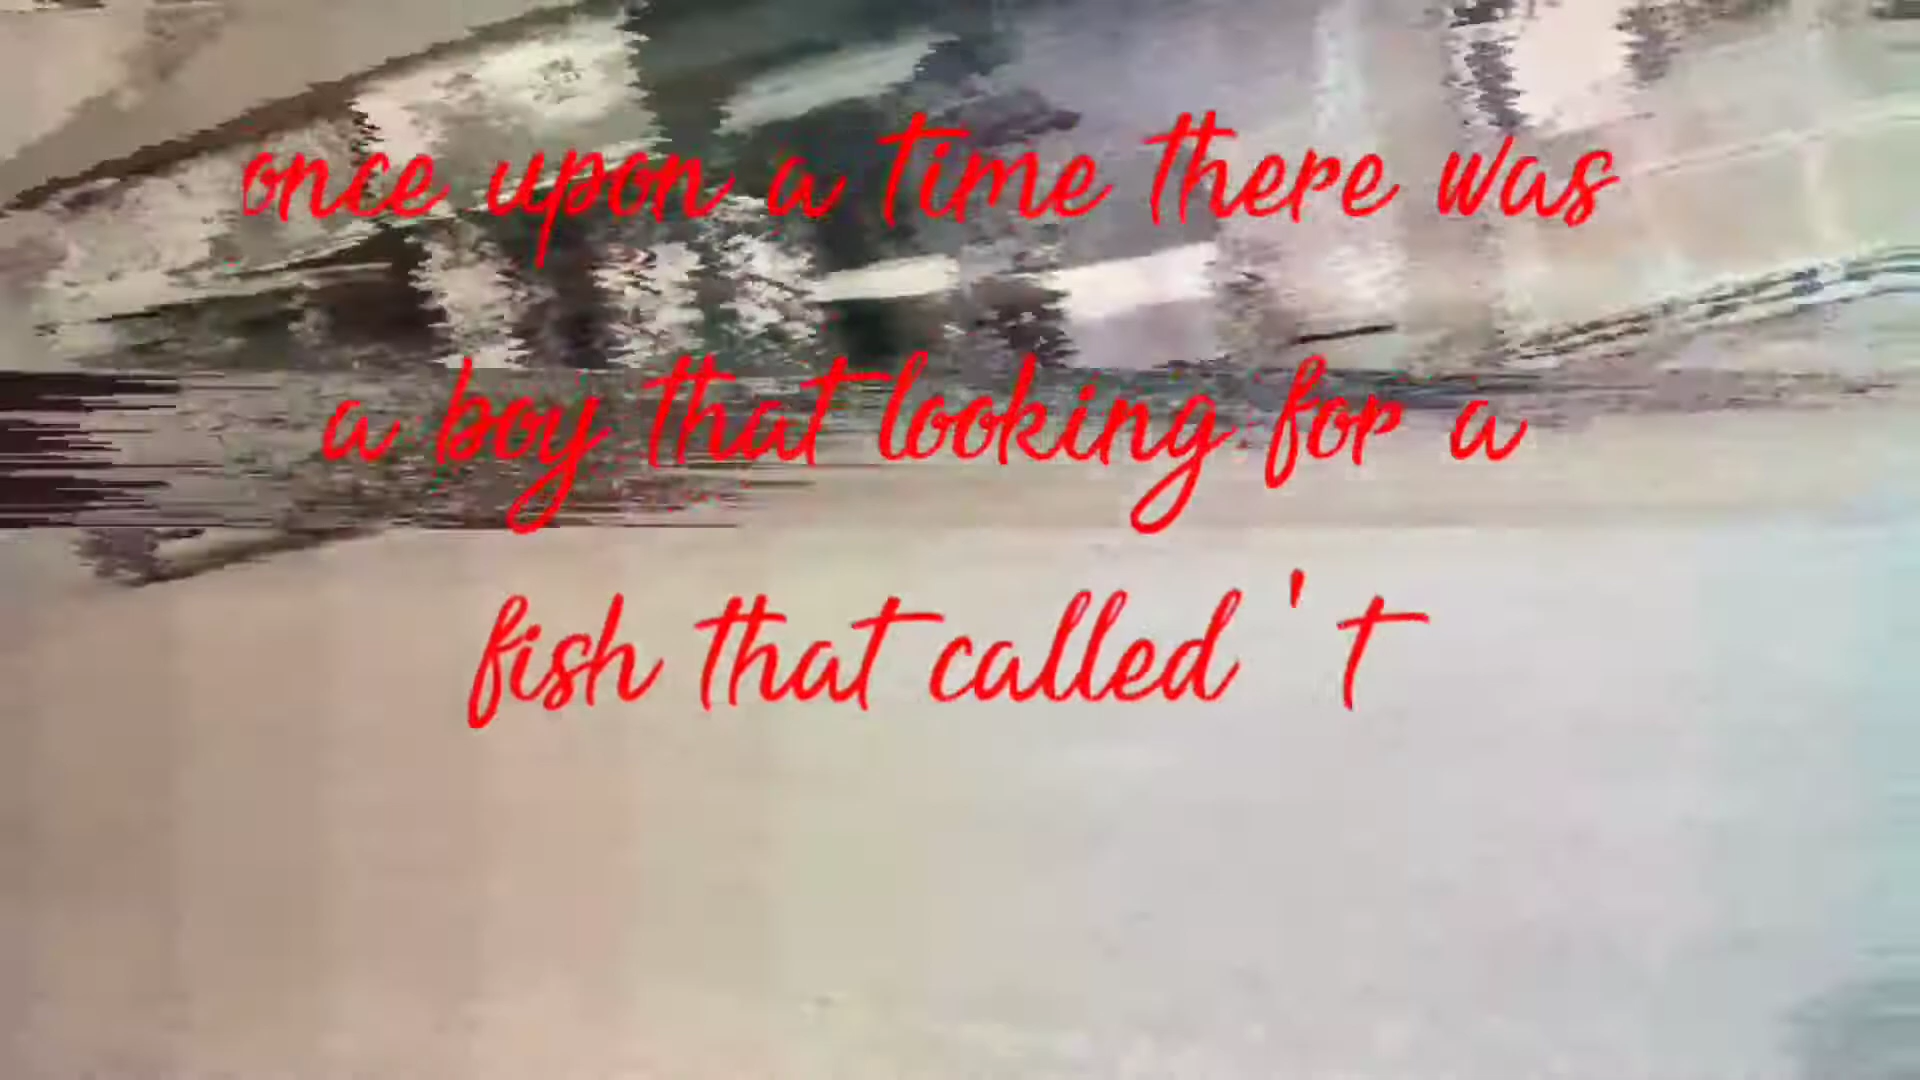 once upon a time there was
a boy that looking for a
fish that called ' t